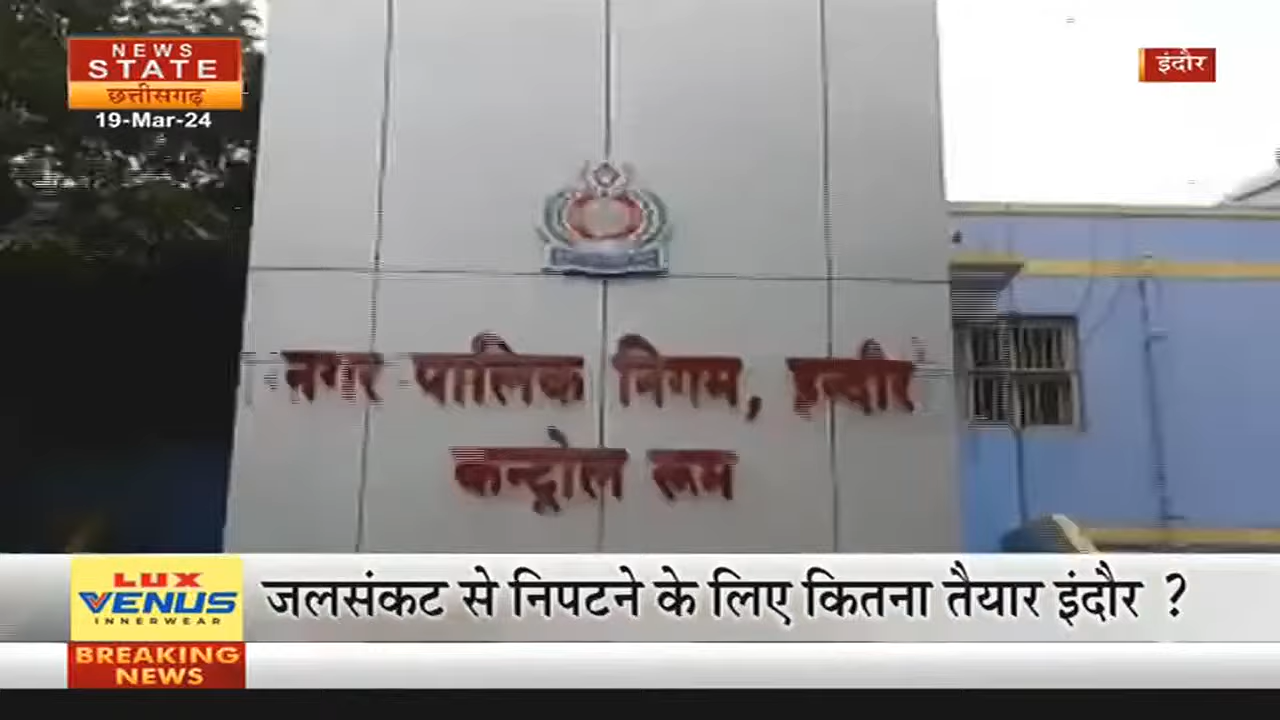 NEWS
STATE
छत्तीसगढ़
19-Mar-24
इंदौर
नगर पालिक निगम, इन्दौर
कन्ट्रोल रूम
LUX
VENUS
INNERWEAR
जलसंकट से निपटने के लिए कितना तैयार इंदौर ?
BREAKING
NEWS